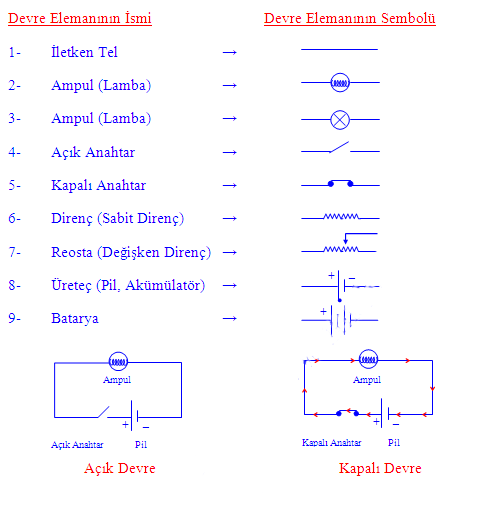 Devre Elemanının İsmi Devre Elemanının Sembolü
1- İletken Tel →
2- Ampul (Lamba) →
3- Ampul (Lamba) →
4- Açık Anahtar →
5- Kapalı Anahtar →
6- Direnç (Sabit Direnç) →
7- Reosta (Değişken Direnç) →
8- Üreteç (Pil, Akümülatör) → + –
9- Batarya → +
Ampul Ampul
+ – + –
Açık Anahtar Pil Kapalı Anahtar Pil
Açık Devre Kapalı Devre